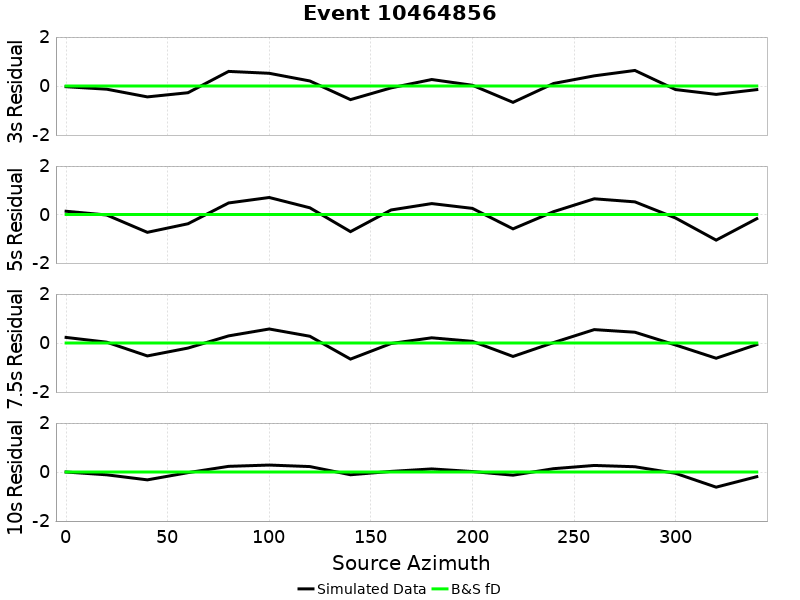 Event 10464856
3s Residual
2
0
-2
5s Residual
2
0
-2
7.5s Residual
2
0
-2
10s Residual
2
0
-2
0 50 100 150 200 250 300
Source Azimuth
Simulated Data B&S fD